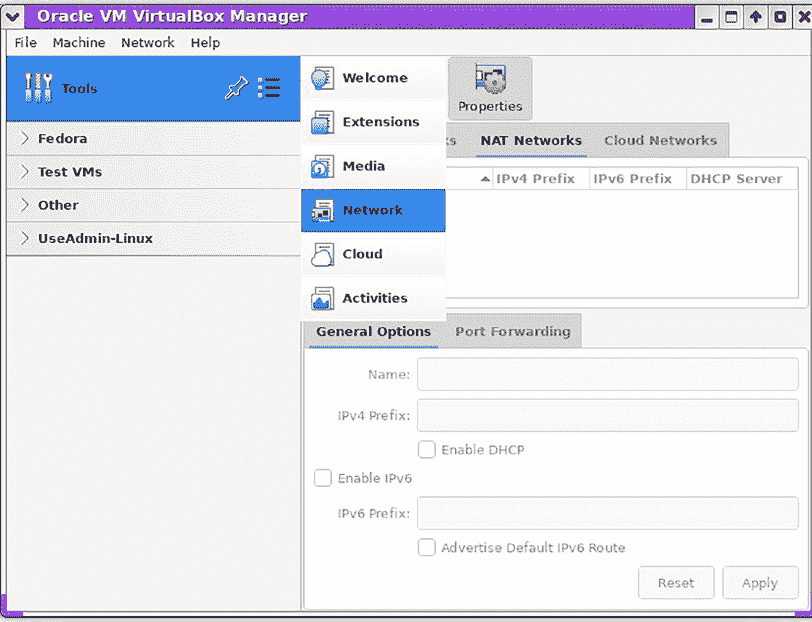 Oracle VM VirtualBox Manager
File Machine Network Help
Tools
Fedora
Test VMs
Other
UseAdmin-Linux
Welcome
Extensions
Media
Network
Cloud
Activities
Properties
NAT Networks Cloud Networks
IPv4 Prefix IPv6 Prefix DHCP Server
General Options Port Forwarding
Name:
IPv4 Prefix:
Enable DHCP
Enable IPv6
IPv6 Prefix:
Advertise Default IPv6 Route
Reset Apply